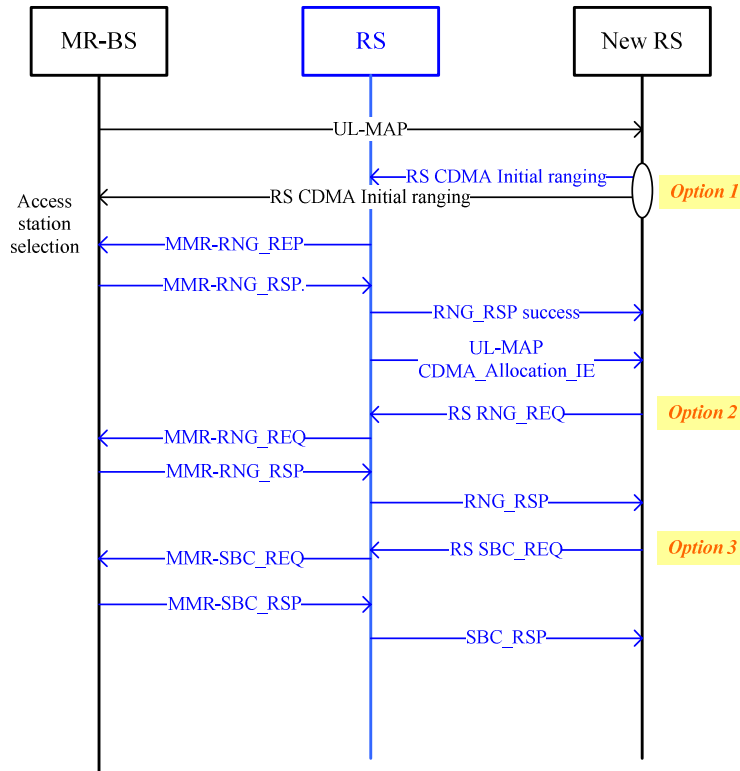 MR-BS
RS
New RS
UL-MAP
RS CDMA Initial ranging
Option 1
RS CDMA Initial ranging
Access
station
selection
MMR-RNG_REP
MMR-RNG_RSP.
RNG_RSP success
UL-MAP
CDMA_Allocation_IE
RS RNG_REQ
Option 2
MMR-RNG_REQ
MMR-RNG_RSP
RNG_RSP
RS SBC_REQ
Option 3
MMR-SBC_REQ
MMR-SBC_RSP
SBC_RSP